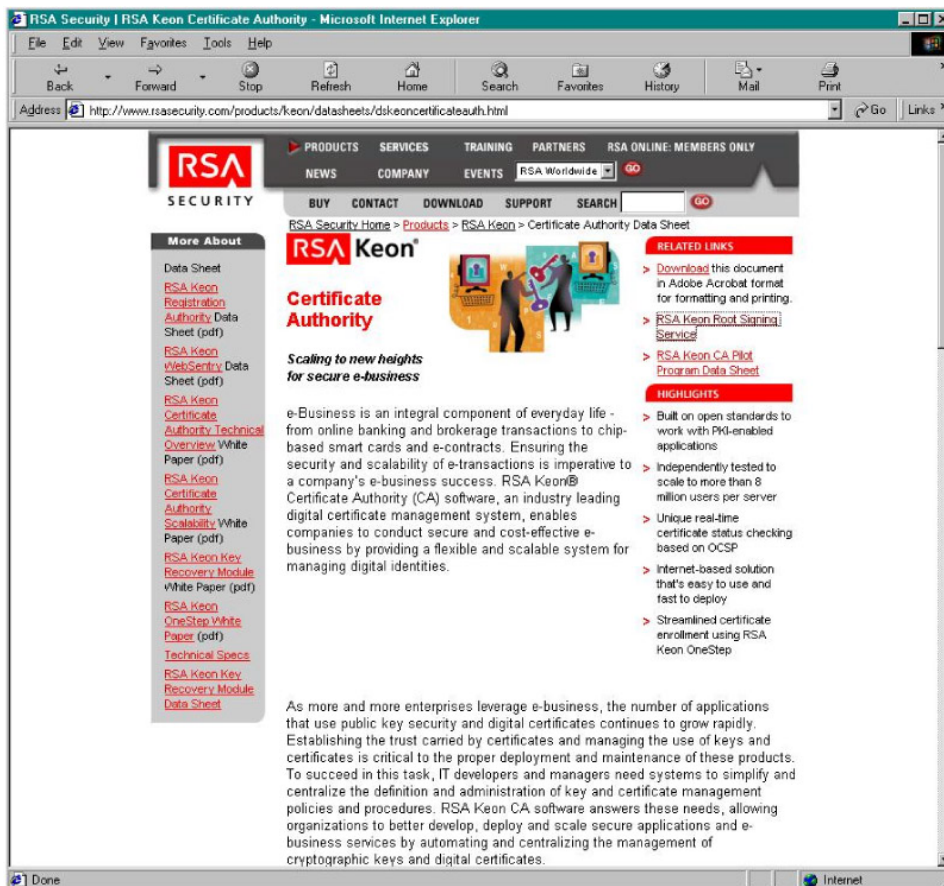 RSA Security | RSA Keon Certificate Authority - Microsoft Internet Explorer
File Edit View Favorites Tools Help
Back Forward Stop Refresh Home Search Favorites History Mail Print
Address http://www.rsasecurity.com/products/keon/datasheets/dskeoncertificateauth.html Go Links
RSA
SECURITY
PRODUCTS SERVICES TRAINING PARTNERS RSA ONLINE: MEMBERS ONLY
NEWS COMPANY EVENTS RSA Worldwide GO
BUY CONTACT DOWNLOAD SUPPORT SEARCH GO
RSA Security Home > Products > RSA Keon > Certificate Authority Data Sheet
More About
Data Sheet
RSA Keon
Registration
Authority Data
Sheet (pdf)
RSA Keon
WebSentry Data
Sheet (pdf)
RSA Keon
Certificate
Authority Technical
Overview White
Paper (pdf)
RSA Keon
Certificate
Authority
Scalability White
Paper (pdf)
RSA Keon Key
Recovery Module
White Paper (pdf)
RSA Keon
OneStep White
Paper (pdf)
Technical Specs
RSA Keon Key
Recovery Module
Data Sheet
RSA Keon®
Certificate
Authority
Scaling to new heights
for secure e-business
e-Business is an integral component of everyday life -
from online banking and brokerage transactions to chip-
based smart cards and e-contracts. Ensuring the
security and scalability of e-transactions is imperative to
a company's e-business success. RSA Keon®
Certificate Authority (CA) software, an industry leading
digital certificate management system, enables
companies to conduct secure and cost-effective e-
business by providing a flexible and scalable system for
managing digital identities.
RELATED LINKS
> Download this document
in Adobe Acrobat format
for formatting and printing.
> RSA Keon Root Signing
Service
> RSA Keon CA Pilot
Program Data Sheet
HIGHLIGHTS
> Built on open standards to
work with PKI-enabled
applications
> Independently tested to
scale to more than 8
million users per server
> Unique real-time
certificate status checking
based on OCSP
> Internet-based solution
that's easy to use and
fast to deploy
> Streamlined certificate
enrollment using RSA
Keon OneStep
As more and more enterprises leverage e-business, the number of applications
that use public key security and digital certificates continues to grow rapidly.
Establishing the trust carried by certificates and managing the use of keys and
certificates is critical to the proper deployment and maintenance of these products.
To succeed in this task, IT developers and managers need systems to simplify and
centralize the definition and administration of key and certificate management
policies and procedures. RSA Keon CA software answers these needs, allowing
organizations to better develop, deploy and scale secure applications and e-
business services by automating and centralizing the management of
cryptographic keys and digital certificates.
Done Internet